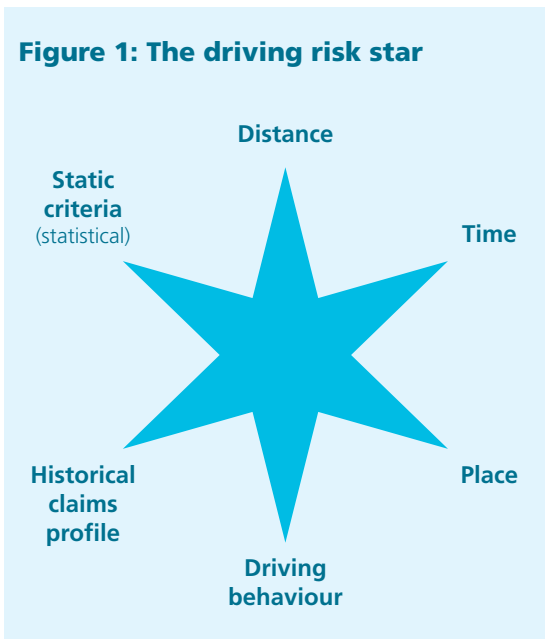 Figure 1: The driving risk star
Distance
Static
criteria
(statistical)
Time
Historical
claims
profile
Place
Driving
behaviour